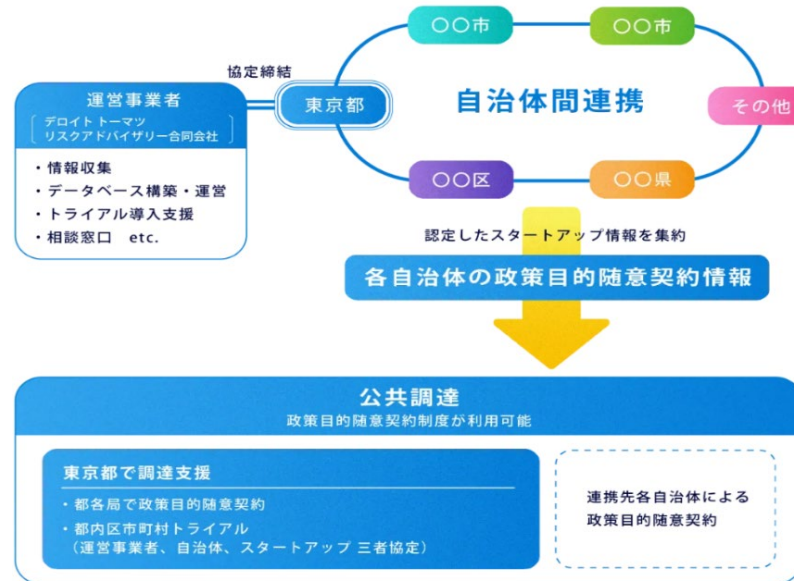 〇〇市
〇〇市
協定締結
運営事業者
デロイト トーマツ
リスクアドバイザリー合同会社
東京都
自治体間連携
その他
・情報収集
・データベース構築・運営
・トライアル導入支援
・相談窓口 etc.
〇〇区
〇〇県
認定したスタートアップ情報を集約
各自治体の政策目的随意契約情報
公共調達
政策目的随意契約制度が利用可能
東京都で調達支援
・都各局で政策目的随意契約
・都内区市町村トライアル
（運営事業者、自治体、スタートアップ 三者協定）
連携先各自治体による
政策目的随意契約